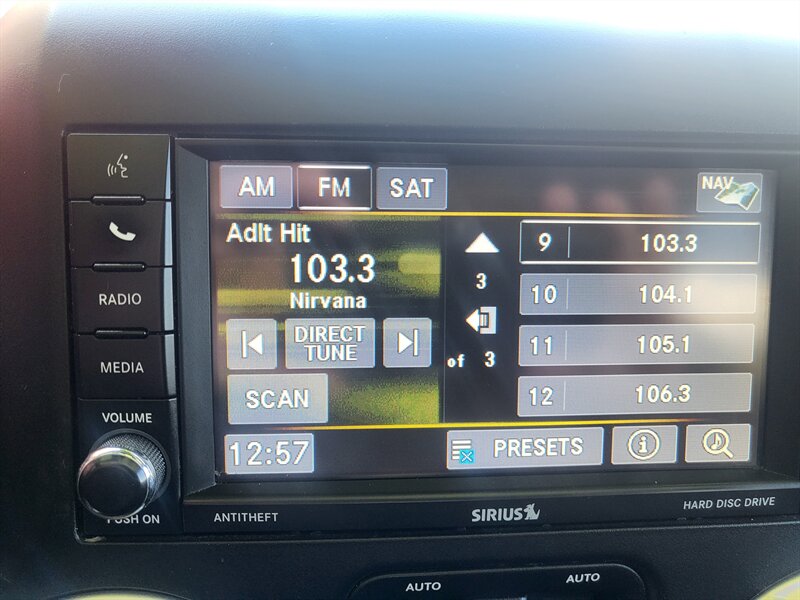 AM FM SAT NAV
Adlt Hit
103.3
Nirvana
DIRECT
TUNE
SCAN
12:57
3
of 3
9 103.3
10 104.1
11 105.1
12 106.3
PRESETS
i
RADIO
MEDIA
VOLUME
PUSH ON
ANTITHEFT
SIRIUS
HARD DISC DRIVE
AUTO AUTO